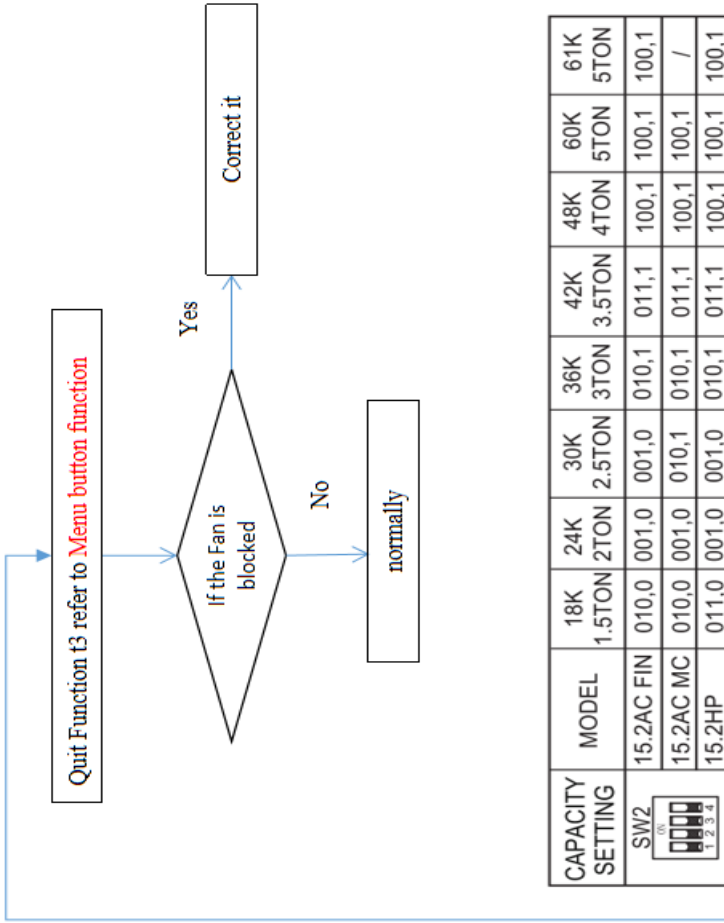 Quit Function t3 refer to Menu button function
If the Fan is
blocked
Yes
Correct it
No
normally
CAPACITY SETTING MODEL 18K 1.5TON 24K 2TON 30K 2.5TON 36K 3TON 42K 3.5TON 48K 4TON 60K 5TON 61K 5TON
SW2 15.2AC FIN 010,0 001,0 001,0 010,1 011,1 100,1 100,1 100,1
ON 15.2AC MC 010,0 001,0 010,1 010,1 011,1 100,1 100,1 /
1 2 3 4 15.2HP 011,0 001,0 001,0 010,1 011,1 100,1 100,1 100,1